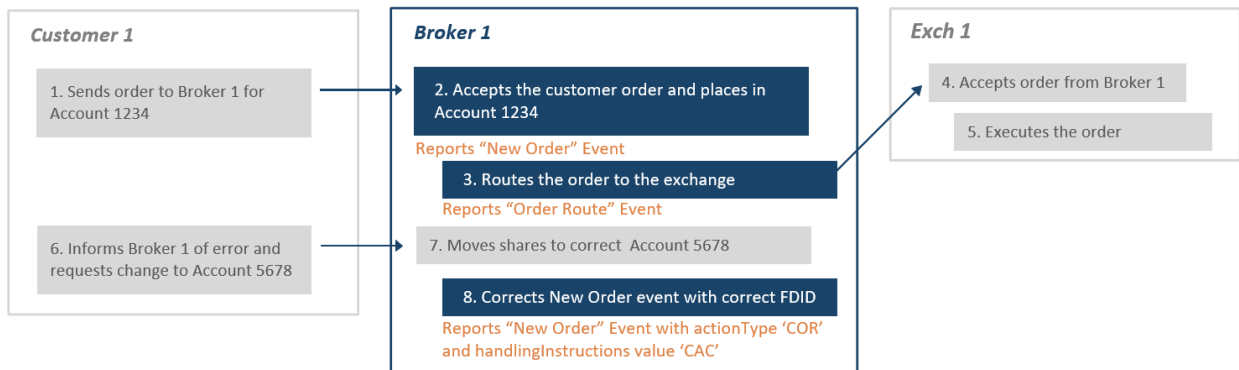 Customer 1
1. Sends order to Broker 1 for
Account 1234
6. Informs Broker 1 of error and
requests change to Account 5678
Broker 1
2. Accepts the customer order and places in
Account 1234
Reports “New Order” Event
3. Routes the order to the exchange
Reports “Order Route” Event
7. Moves shares to correct Account 5678
8. Corrects New Order event with correct FDID
Reports “New Order” Event with actionType ‘COR’
and handlingInstructions value ‘CAC’
Exch 1
4. Accepts order from Broker 1
5. Executes the order